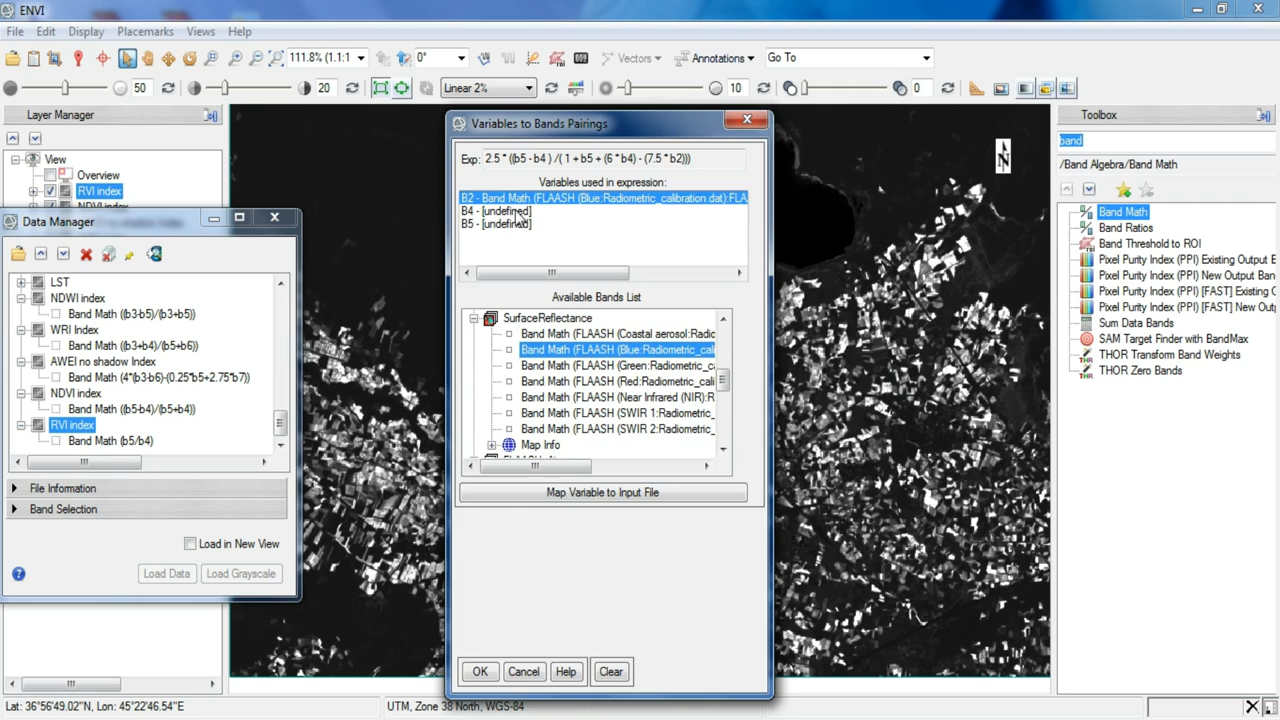 ENVI
File Edit Display Placemarks Views Help
111.8% (1.1:1 0° Vectors Annotations Go To
50 20 Linear 2% 10 0
Layer Manager
View
Overview
RVI index
Data Manager
LST
NDWI index
Band Math ((b3-b5)/(b3+b5))
WRI Index
Band Math ((b3+b4)/(b5+b6))
AWEI no shadow Index
Band Math (4*(b3-b6)-(0.25*b5+2.75*b7))
NDVI index
Band Math ((b5-b4)/(b5+b4))
RVI index
Band Math (b5/b4)
File Information
Band Selection
Load in New View
Load Data Load Grayscale
Variables to Bands Pairings
Exp: 2.5 * ((b5 - b4 ) /( 1 + b5 + (6 * b4) - (7.5 * b2)))
Variables used in expression:
B2 - Band Math (FLAASH (Blue:Radiometric_calibration.dat):FLA
B4 - [undefined]
B5 - [undefined]
Available Bands List
SurfaceReflectance
Band Math (FLAASH (Coastal aerosol:Radic
Band Math (FLAASH (Blue:Radiometric_cali
Band Math (FLAASH (Green:Radiometric_c
Band Math (FLAASH (Red:Radiometric_cali
Band Math (FLAASH (Near Infrared (NIR):R
Band Math (FLAASH (SWIR 1:Radiometric_
Band Math (FLAASH (SWIR 2:Radiometric_
Map Info
Map Variable to Input File
OK Cancel Help Clear
N
Toolbox
band
/Band Algebra/Band Math
Band Math
Band Ratios
Band Threshold to ROI
Pixel Purity Index (PPI) Existing Output B
Pixel Purity Index (PPI) New Output Ban
Pixel Purity Index (PPI) [FAST] Existing O
Pixel Purity Index (PPI) [FAST] New Outp
Sum Data Bands
SAM Target Finder with BandMax
THOR Band Math Transform Band Weights
THOR Zero Bands
Lat: 36°56'49.02"N, Lon: 45°22'46.54"E
UTM, Zone 38 North, WGS-84